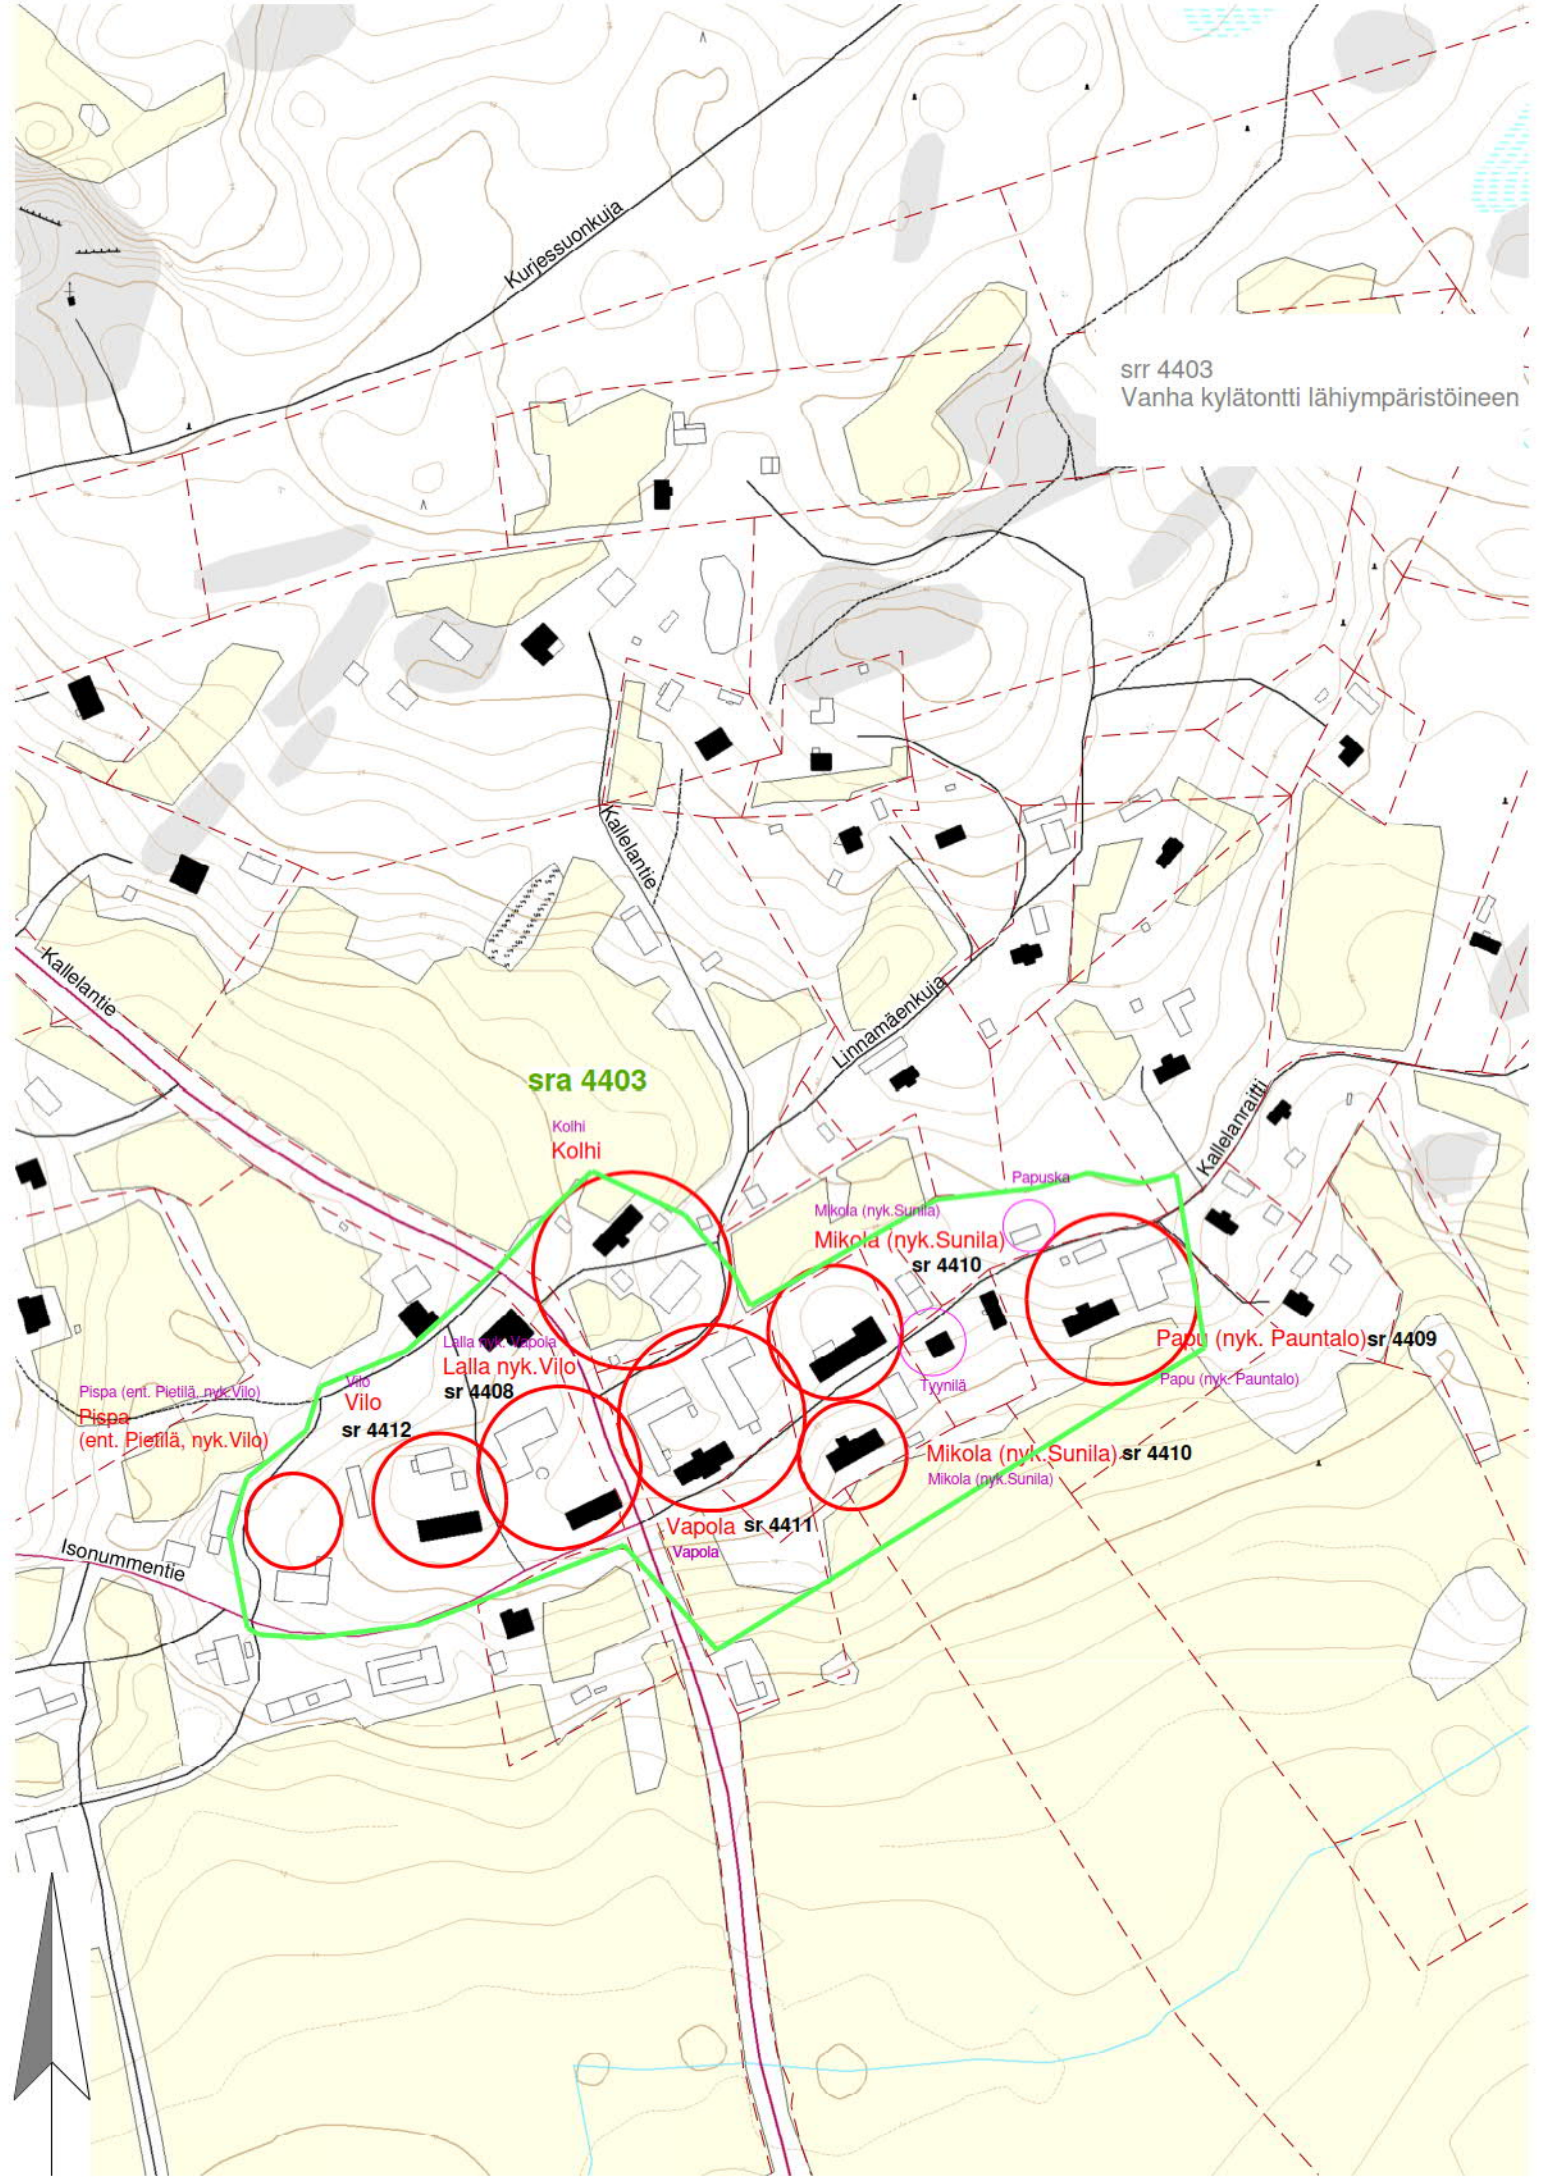 Kurjessuonkuja
srr 4403
Vanha kylätontti lähiympäristöineen
Kallelantie
Kallelantie
Linnamäenkuja
sra 4403
Kallelanraitti
Kolhi
Kolhi
Papuska
Mikola (nyk.Sunila)
Mikola (nyk.Sunila)
sr 4410
Lalla nyk. Vapola
Lalla nyk.Vilo
sr 4408
Papu (nyk. Pauntalo) sr 4409
Papu (nyk. Pauntalo)
Tyynilä
Vilo
Vilo
sr 4412
Pispa (ent. Pietilä, nyk.Vilo)
Pispa
(ent. Pietilä, nyk.Vilo)
Mikola (nyk.Sunila) sr 4410
Mikola (nyk.Sunila)
Vapola sr 4411
Vapola
Isonummentie